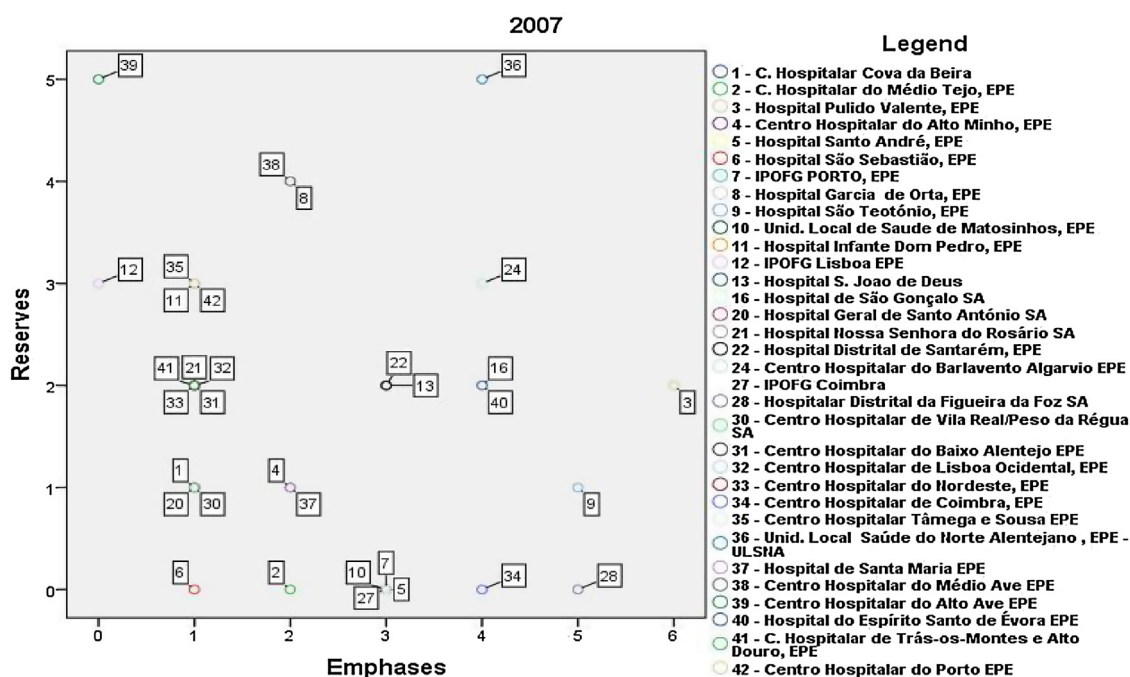 2007
39
36
38
8
12
35
24
11
42
41
21
32
22
16
33
31
13
40
3
1
4
20
30
37
9
6
2
10
7
5
27
34
28
5
4
3
2
1
0
0
1
2
3
4
5
6
Reserves
Emphases
Legend
1 - C. Hospitalar Cova da Beira
2 - C. Hospitalar do Médio Tejo, EPE
3 - Hospital Pulido Valente, EPE
4 - Centro Hospitalar do Alto Minho, EPE
5 - Hospital Santo André, EPE
6 - Hospital São Sebastião, EPE
7 - IPOFG PORTO, EPE
8 - Hospital Garcia de Orta, EPE
9 - Hospital São Teotónio, EPE
10 - Unid. Local de Saude de Matosinhos, EPE
11 - Hospital Infante Dom Pedro, EPE
12 - IPOFG Lisboa EPE
13 - Hospital S. Joao de Deus
16 - Hospital de São Gonçalo SA
20 - Hospital Geral de Santo António SA
21 - Hospital Nossa Senhora do Rosário SA
22 - Hospital Distrital de Santarém, EPE
24 - Centro Hospitalar do Barlavento Algarvio EPE
27 - IPOFG Coimbra
28 - Hospitalar Distrital da Figueira da Foz SA
30 - Centro Hospitalar de Vila Real/Peso da Régua
SA
31 - Centro Hospitalar do Baixo Alentejo EPE
32 - Centro Hospitalar de Lisboa Ocidental, EPE
33 - Centro Hospitalar do Nordeste, EPE
34 - Centro Hospitalar de Coimbra, EPE
35 - Centro Hospitalar Tâmega e Sousa EPE
36 - Unid. Local Saúde do Norte Alentejano , EPE -
ULSNA
37 - Hospital de Santa Maria EPE
38 - Centro Hospitalar do Médio Ave EPE
39 - Centro Hospitalar do Alto Ave EPE
40 - Hospital do Espírito Santo de Évora EPE
41 - C. Hospitalar de Trás-os-Montes e Alto
Douro, EPE
42 - Centro Hospitalar do Porto EPE